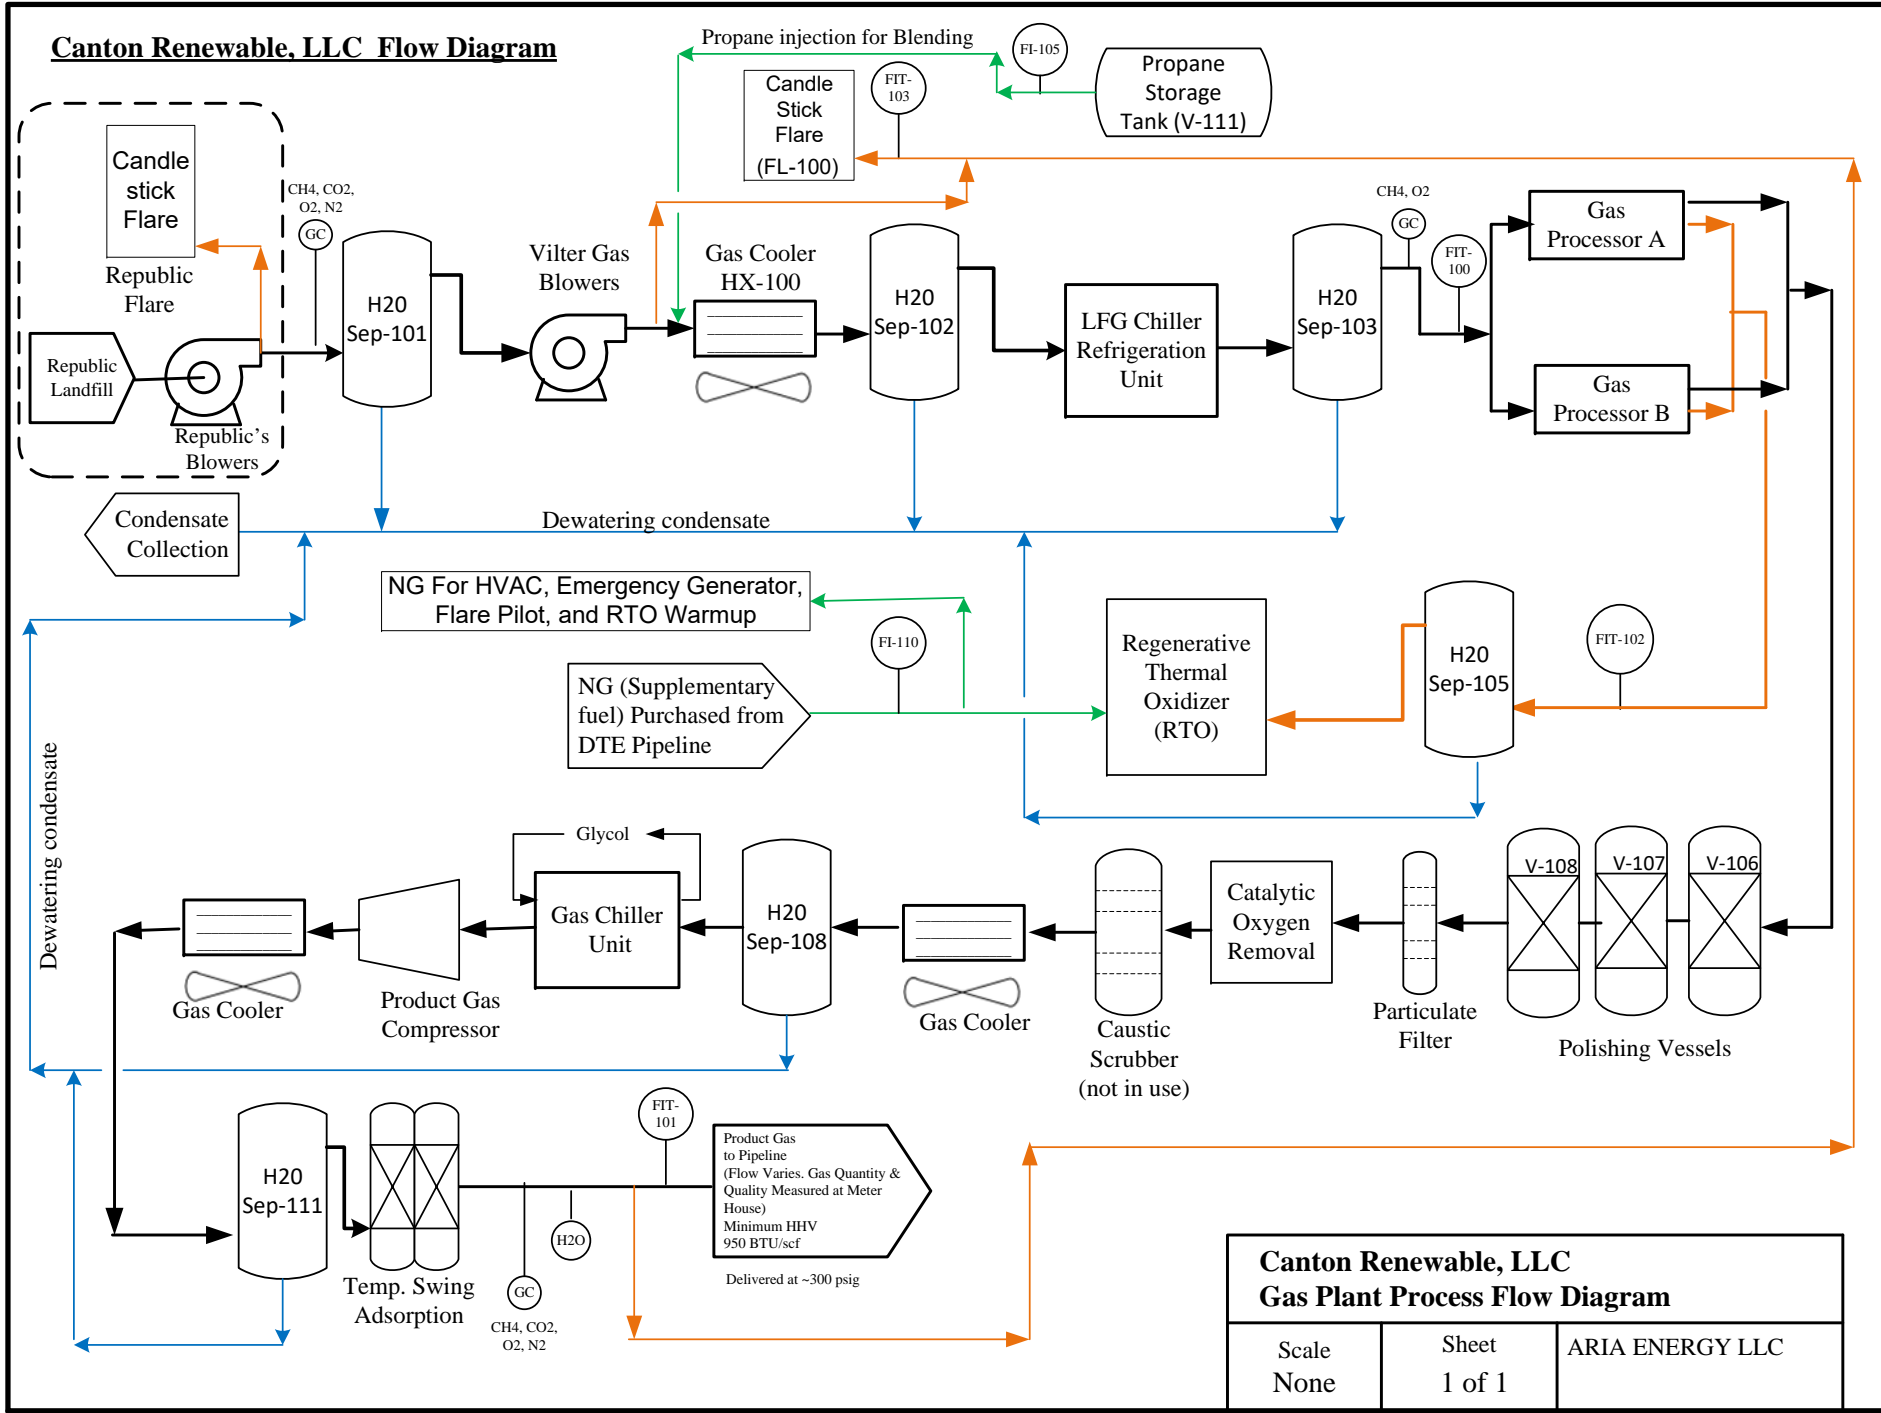 Canton Renewable, LLC  Flow Diagram
Propane injection for Blending
FI-105
Propane
Storage
Tank (V-111)
Candle
Stick
Flare
(FL-100)
FIT-
103
Candle
stick
Flare
Republic
Flare
CH4, CO2,
O2, N2
GC
Republic
Landfill
Republic's
Blowers
H20
Sep-101
Vilter Gas
Blowers
Gas Cooler
HX-100
H20
Sep-102
LFG Chiller
Refrigeration
Unit
H20
Sep-103
CH4, O2
GC
FIT-
100
Gas
Processor A
Gas
Processor B
Condensate
Collection
Dewatering condensate
NG For HVAC, Emergency Generator,
Flare Pilot, and RTO Warmup
FI-110
NG (Supplementary
fuel) Purchased from
DTE Pipeline
Regenerative
Thermal
Oxidizer
(RTO)
H20
Sep-105
FIT-102
Dewatering condensate
Gas Cooler
Product Gas
Compressor
Glycol
Gas Chiller
Unit
H20
Sep-108
Gas Cooler
Caustic
Scrubber
(not in use)
Catalytic
Oxygen
Removal
Particulate
Filter
V-108
V-107
V-106
Polishing Vessels
H20
Sep-111
Temp. Swing
Adsorption
GC
CH4, CO2,
O2, N2
H2O
FIT-
101
Product Gas
to Pipeline
(Flow Varies. Gas Quantity &
Quality Measured at Meter
House)
Minimum HHV
950 BTU/scf
Delivered at ~300 psig
Canton Renewable, LLC
Gas Plant Process Flow Diagram
Scale
None
Sheet
1 of 1
ARIA ENERGY LLC